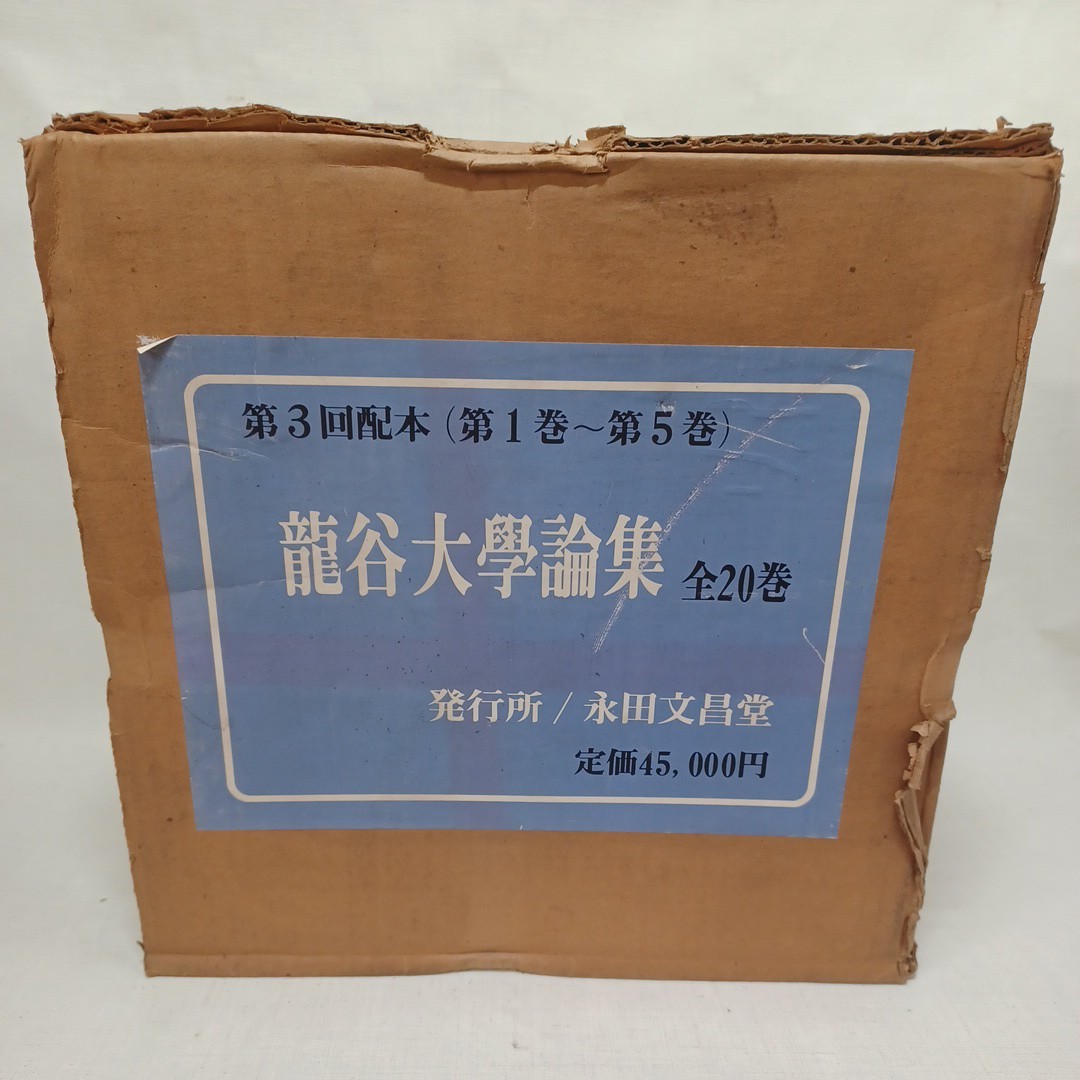 第3回配本(第1巻~第5巻)
龍谷大學論集 全20巻
発行所/永田文昌堂
定価45,000円